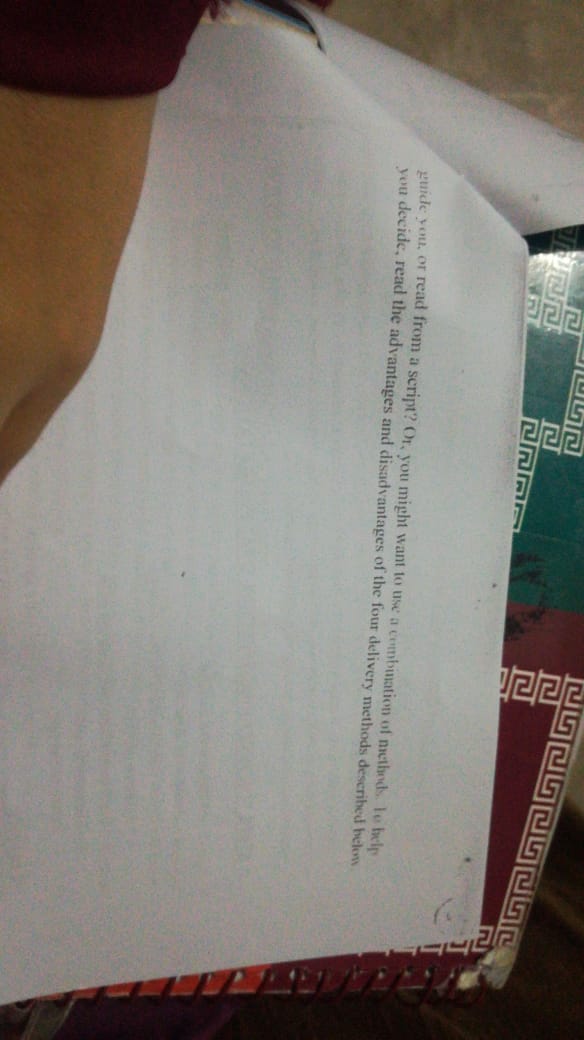 guide you, or read from a script? Or, you might want to use a combination of methods. To help
you decide, read the advantages and disadvantages of the four delivery methods described below